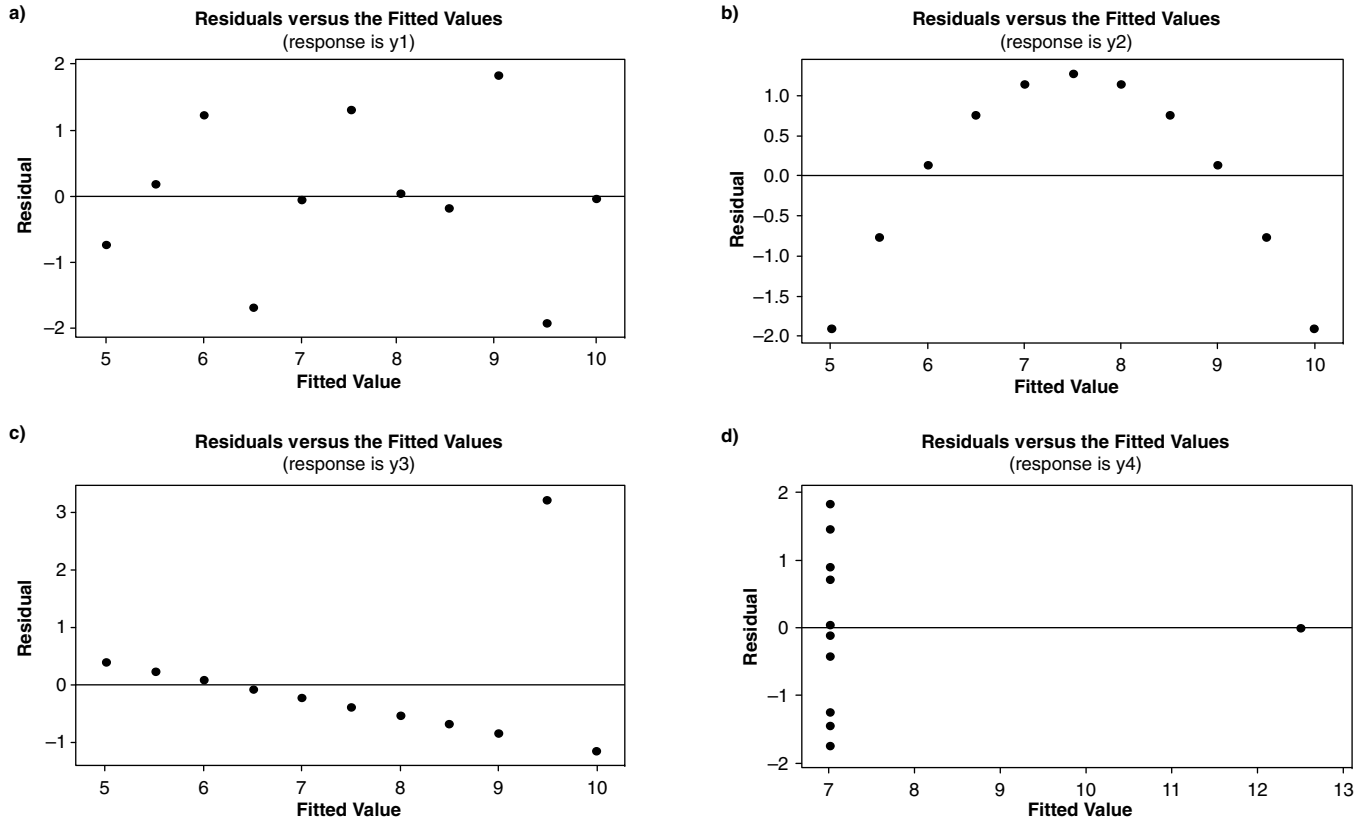 a)
Residuals versus the Fitted Values
(response is y1)
2
1
0
–1
–2
Residual
5 6 7 8 9 10
Fitted Value
b)
Residuals versus the Fitted Values
(response is y2)
1.0
0.5
0.0
–0.5
–1.0
–1.5
–2.0
Residual
5 6 7 8 9 10
Fitted Value
c)
Residuals versus the Fitted Values
(response is y3)
3
2
1
0
–1
Residual
5 6 7 8 9 10
Fitted Value
d)
Residuals versus the Fitted Values
(response is y4)
2
1
0
–1
–2
Residual
7 8 9 10 11 12 13
Fitted Value